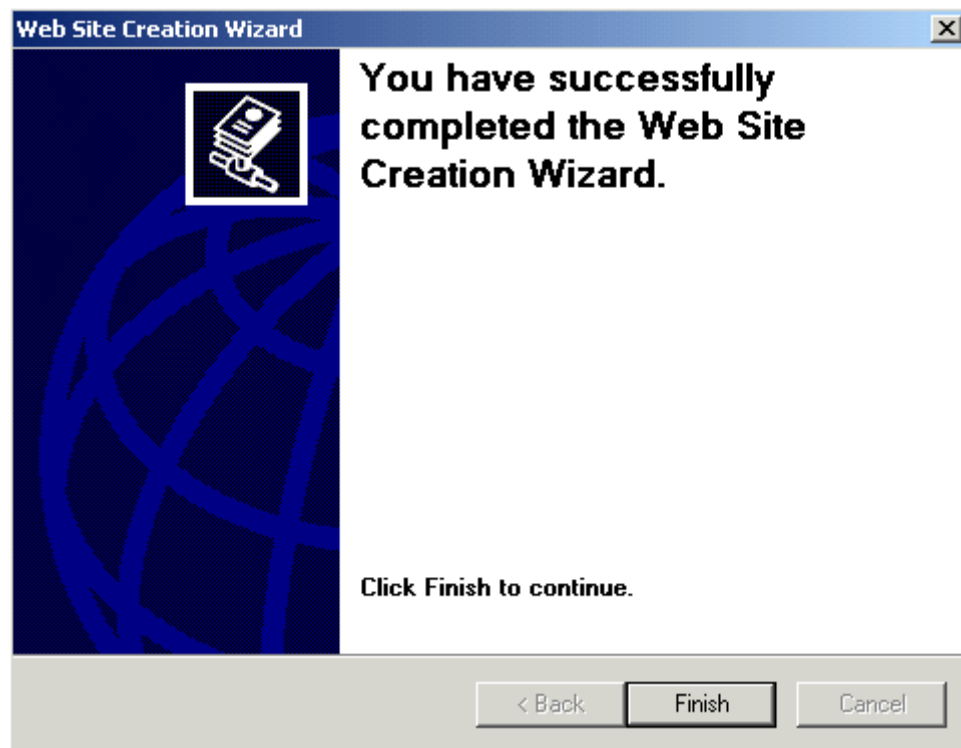 Web Site Creation Wizard
You have successfully
completed the Web Site
Creation Wizard.
Click Finish to continue.
< Back
Finish
Cancel